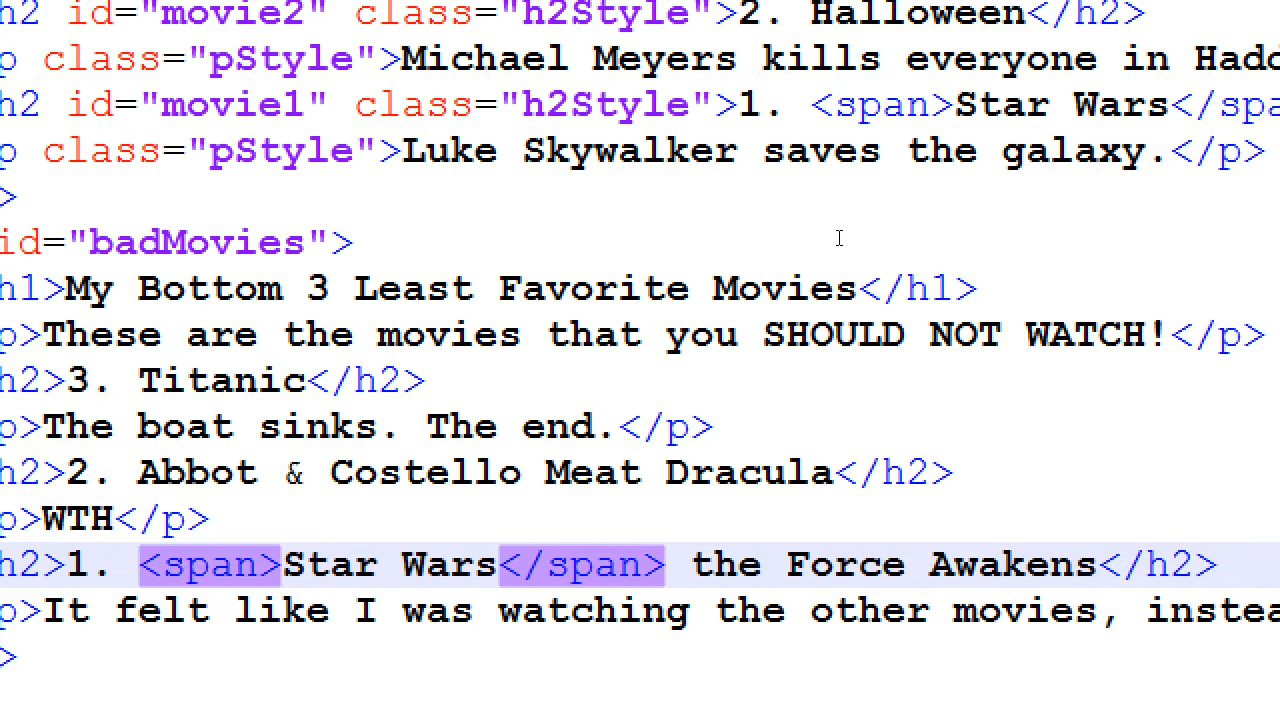 h2 id="movie2" class="h2Style">2. Halloween</h2>
p class="pStyle">Michael Meyers kills everyone in Hadd
h2 id="movie1" class="h2Style">1. <span>Star Wars</spa
p class="pStyle">Luke Skywalker saves the galaxy.</p>
>
id="badMovies">
h1>My Bottom 3 Least Favorite Movies</h1>
p>These are the movies that you SHOULD NOT WATCH!</p>
h2>3. Titanic</h2>
p>The boat sinks. The end.</p>
h2>2. Abbot & Costello Meat Dracula</h2>
p>WTH</p>
h2>1. <span>Star Wars</span> the Force Awakens</h2>
p>It felt like I was watching the other movies, instea
>